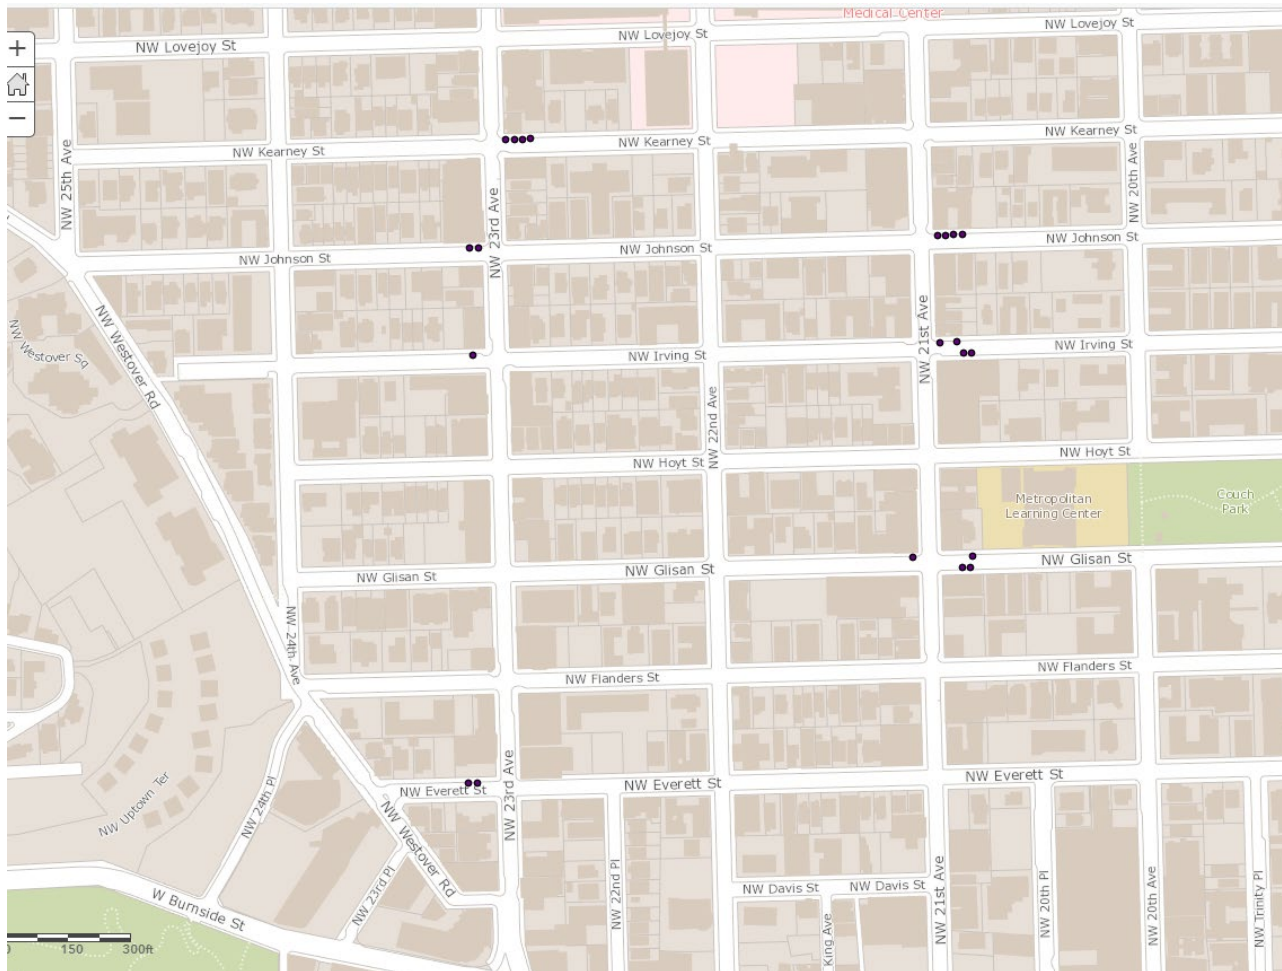 Medical Center
NW Lovejoy St
NW Lovejoy St
NW Lovejoy St
+
−
NW Kearney St
NW Kearney St
NW Kearney St
NW 25th Ave
NW 23rd Ave
NW 20th Ave
NW Johnson St
NW Johnson St
NW Johnson St
NW Westover Rd
NW Westover Sq
NW 21st Ave
NW Irving St
NW Irving St
NW 22nd Ave
NW Hoyt St
NW Hoyt St
Metropolitan
Learning Center
Couch
Park
NW Glisan St
NW Glisan St
NW Glisan St
NW 24th Ave
NW Flanders St
NW Flanders St
NW 23rd Ave
NW Everett St
NW Everett St
NW Everett St
NW Uptown Ter
NW 24th Pl
NW Westover Rd
NW 23rd Pl
W Burnside St
NW 22nd Pl
NW Davis St
NW Davis St
King Ave
NW 21st Ave
NW 20th Pl
NW 20th Ave
NW Trinity Pl
0 150 300ft